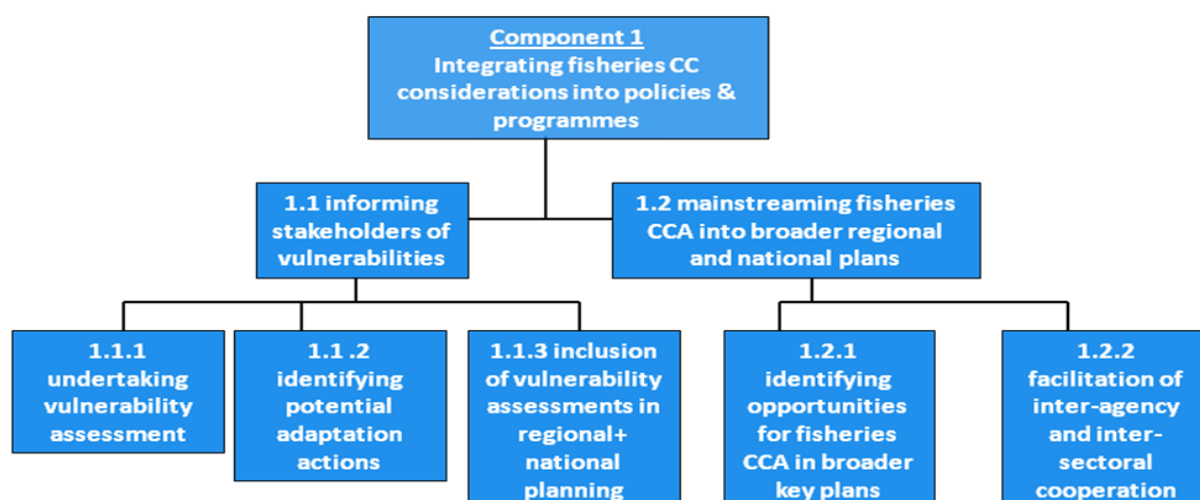 Component 1
Integrating fisheries CC
considerations into policies &
programmes
1.1 informing
stakeholders of
vulnerabilities
1.2 mainstreaming fisheries
CCA into broader regional
and national plans
1.1.1
undertaking
vulnerability
assessment
1.1 .2
identifying
potential
adaptation
actions
1.1.3 inclusion
of vulnerability
assessments in
regional+
national
planning
1.2.1
identifying
opportunities
for fisheries
CCA in broader
key plans
1.2.2
facilitation of
inter-agency
and inter-
sectoral
cooperation